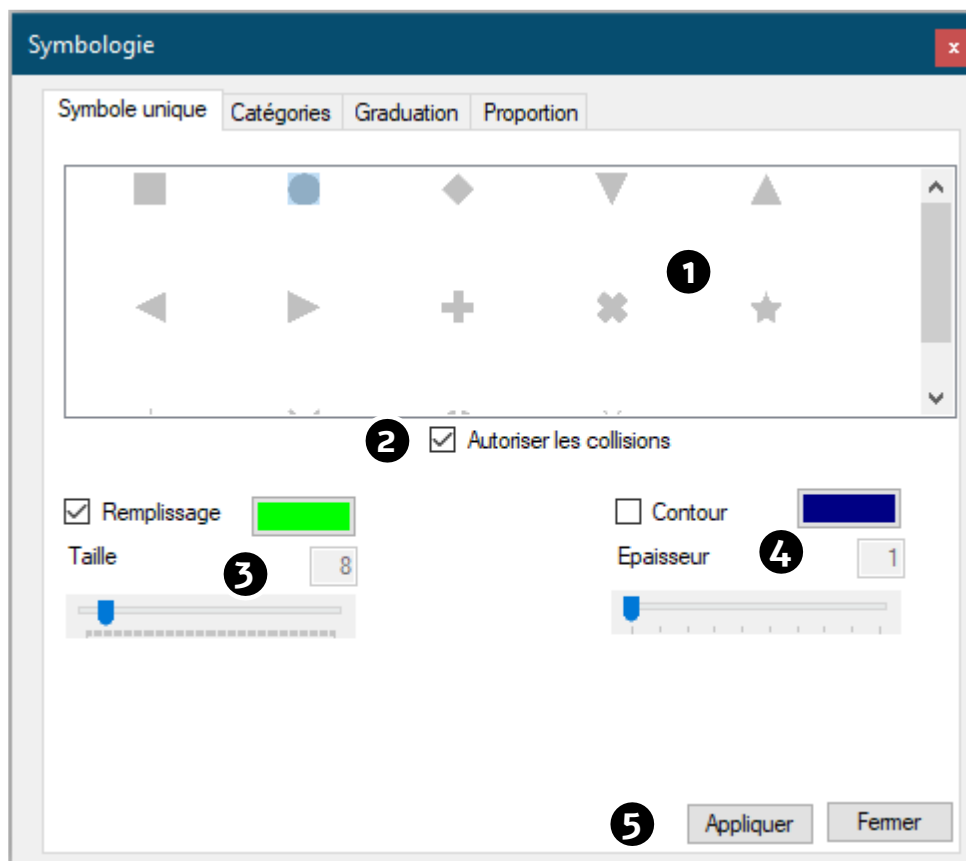 Symbologie x
Symbole unique Catégories Graduation Proportion
1
2 Autoriser les collisions
Remplissage Contour
Taille 3 8 Epaisseur 4 1
5 Appliquer Fermer